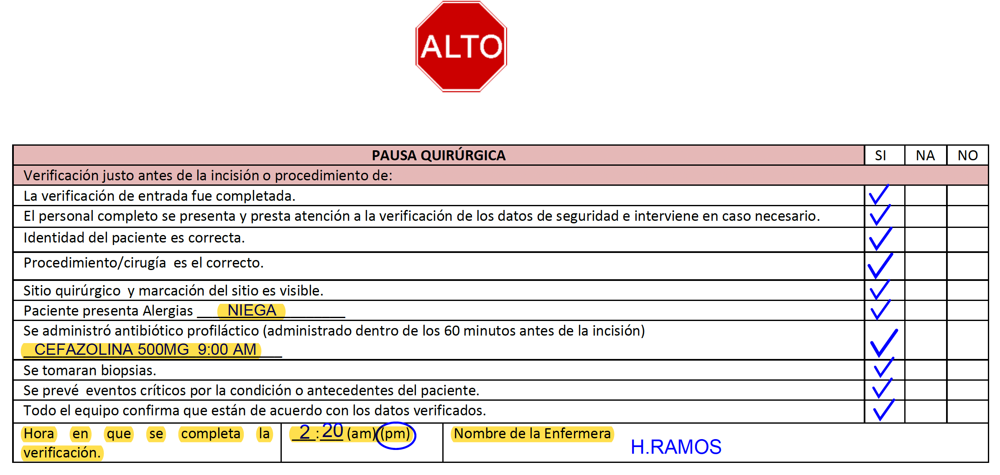 ALTO
PAUSA QUIRÚRGICA SI NA NO
Verificación justo antes de la incisión o procedimiento de:
La verificación de entrada fue completada. ✓
El personal completo se presenta y presta atención a la verificación de los datos de seguridad e interviene en caso necesario. ✓
Identidad del paciente es correcta. ✓
Procedimiento/cirugía es el correcto. ✓
Sitio quirúrgico y marcación del sitio es visible. ✓
Paciente presenta Alergias NIEGA ✓
Se administró antibiótico profiláctico (administrado dentro de los 60 minutos antes de la incisión) ✓
CEFAZOLINA 500MG 9:00 AM
Se tomaran biopsias. ✓
Se prevé eventos críticos por la condición o antecedentes del paciente. ✓
Todo el equipo confirma que están de acuerdo con los datos verificados. ✓
Hora en que se completa la 2:20 (am) (pm) Nombre de la Enfermera
verificación. H.RAMOS